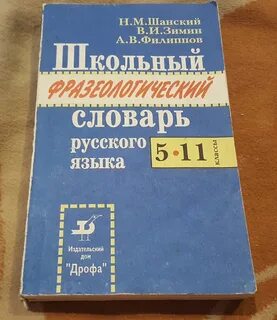 Н.М.Шанский
В.И.Зимин
А.В.Филиппов
Школьный
ФРАЗЕОЛОГИЧЕСКИЙ
словарь
русского
языка
5•11
классы
Издательский
дом
"Дрофа"